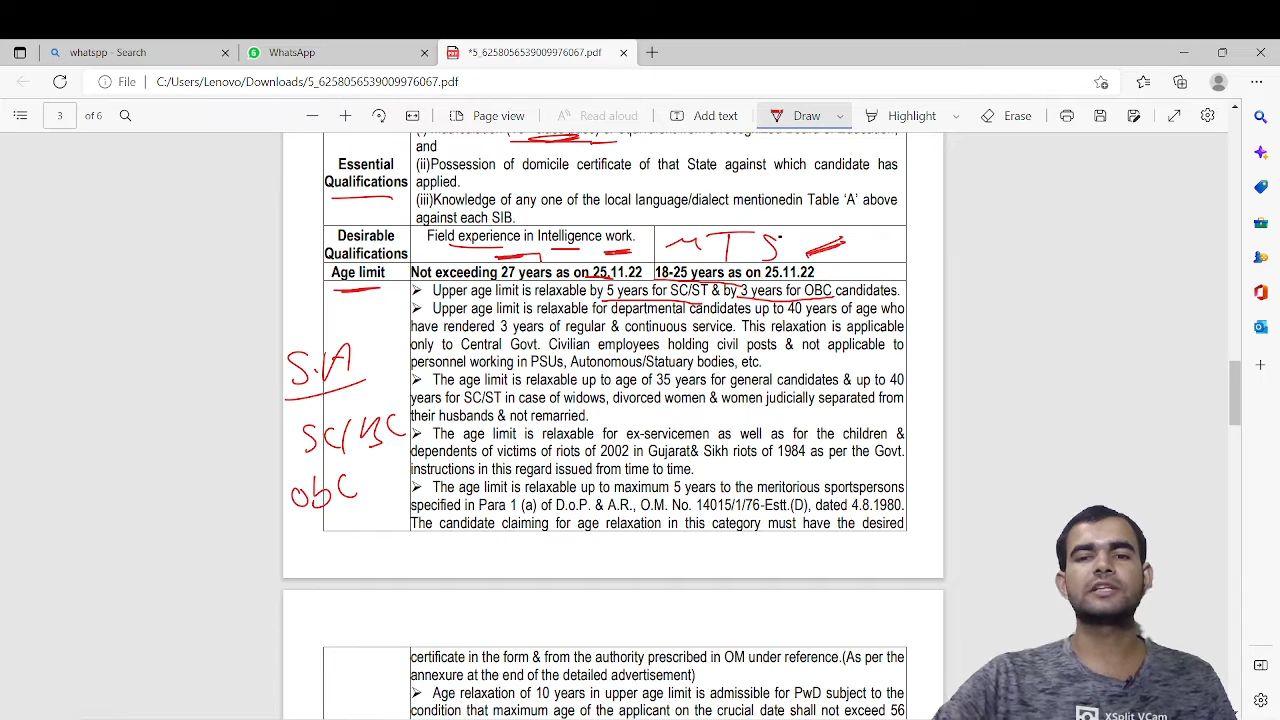 whatspp - Search
WhatsApp
*5_6258056539009976067.pdf
File
C:/Users/Lenovo/Downloads/5_6258056539009976067.pdf
3 of 6
Page view
Read aloud
Add text
Draw
Highlight
Erase
and
Essential Qualifications
(ii)Possession of domicile certificate of that State against which candidate has
applied.
(iii)Knowledge of any one of the local language/dialect mentionedin Table ‘A’ above
against each SIB.
Desirable Qualifications
Field experience in Intelligence work.
MTS
Age limit
Not exceeding 27 years as on 25.11.22
18-25 years as on 25.11.22
Upper age limit is relaxable by 5 years for SC/ST & by 3 years for OBC candidates.
Upper age limit is relaxable for departmental candidates up to 40 years of age who
have rendered 3 years of regular & continuous service. This relaxation is applicable
only to Central Govt. Civilian employees holding civil posts & not applicable to
personnel working in PSUs, Autonomous/Statuary bodies, etc.
The age limit is relaxable up to age of 35 years for general candidates & up to 40
years for SC/ST in case of widows, divorced women & women judicially separated from
their husbands & not remarried.
The age limit is relaxable for ex-servicemen as well as for the children &
dependents of victims of riots of 2002 in Gujarat& Sikh riots of 1984 as per the Govt.
instructions in this regard issued from time to time.
The age limit is relaxable up to maximum 5 years to the meritorious sportspersons
specified in Para 1 (a) of D.o.P. & A.R., O.M. No. 14015/1/76-Estt.(D), dated 4.8.1980.
The candidate claiming for age relaxation in this category must have the desired
S.A
SC/
obC
certificate in the form & from the authority prescribed in OM under reference.(As per the
annexure at the end of the detailed advertisement)
Age relaxation of 10 years in upper age limit is admissible for PwD subject to the
condition that maximum age of the applicant on the crucial date shall not exceed 56
XSplit VCam